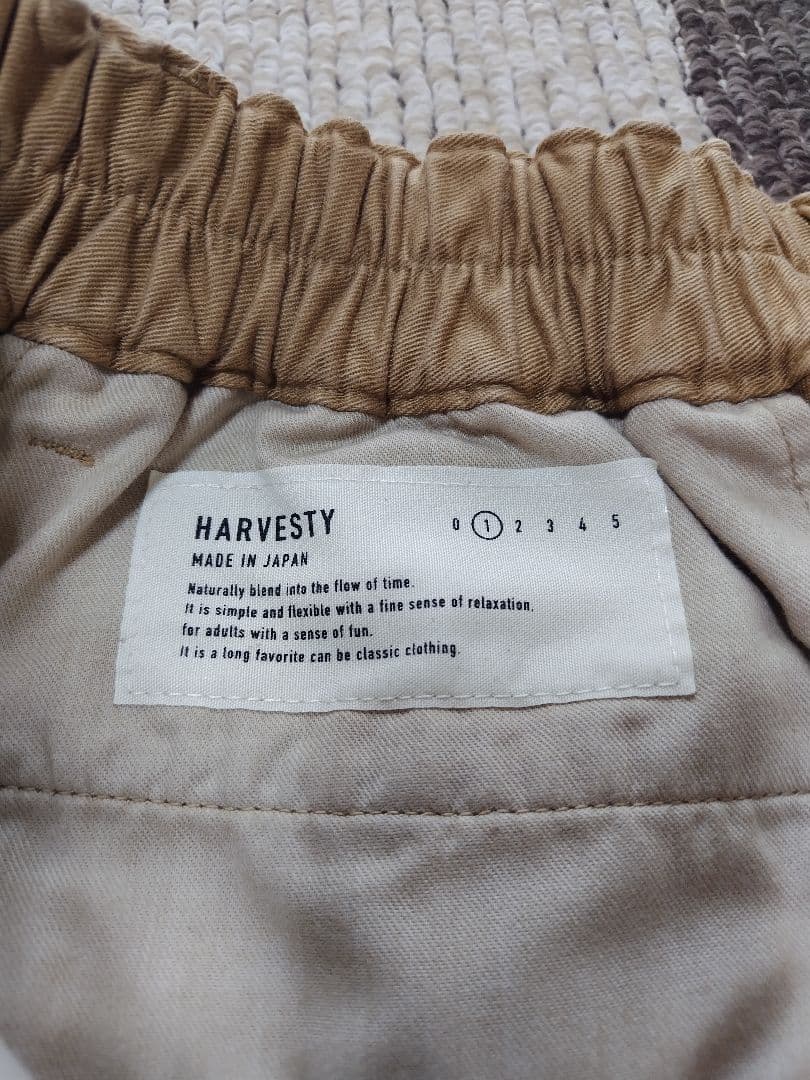 HARVESTY 0 1 2 3 4 5
MADE IN JAPAN
Naturally blend into the flow of time.
It is simple and flexible with a fine sense of relaxation,
for adults with a sense of fun.
It is a long favorite can be classic clothing.